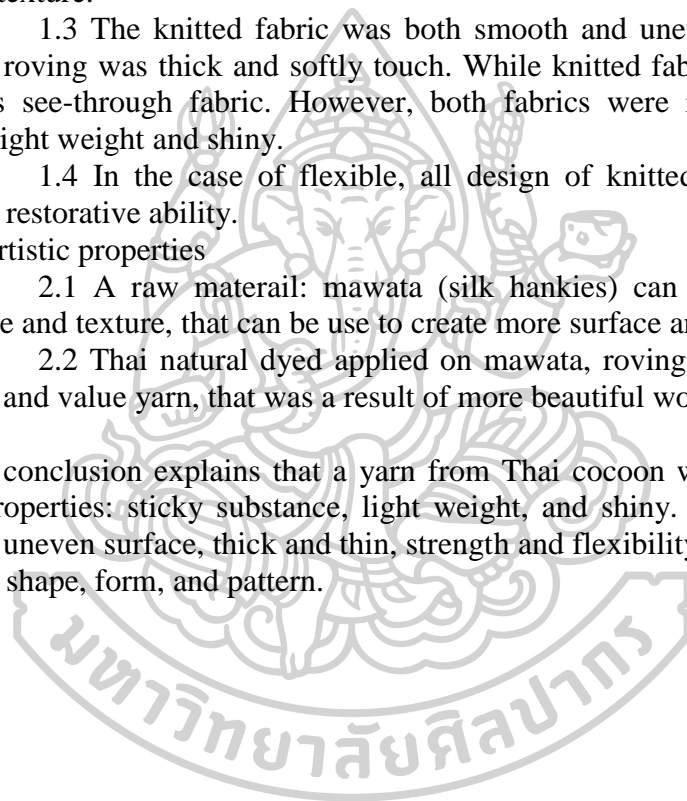 texture.
1.3 The knitted fabric was both smooth and une
roving was thick and softly touch. While knitted fab
s see-through fabric. However, both fabrics were
ight weight and shiny.
1.4 In the case of flexible, all design of knitted
restorative ability.
rtistic properties
2.1 A raw materail: mawata (silk hankies) can
e and texture, that can be use to create more surface ar
2.2 Thai natural dyed applied on mawata, roving
and value yarn, that was a result of more beautiful wo
conclusion explains that a yarn from Thai cocoon w
roperties: sticky substance, light weight, and shiny.
uneven surface, thick and thin, strength and flexibility
shape, form, and pattern.
มหาวิทยาลัยศิลปากร